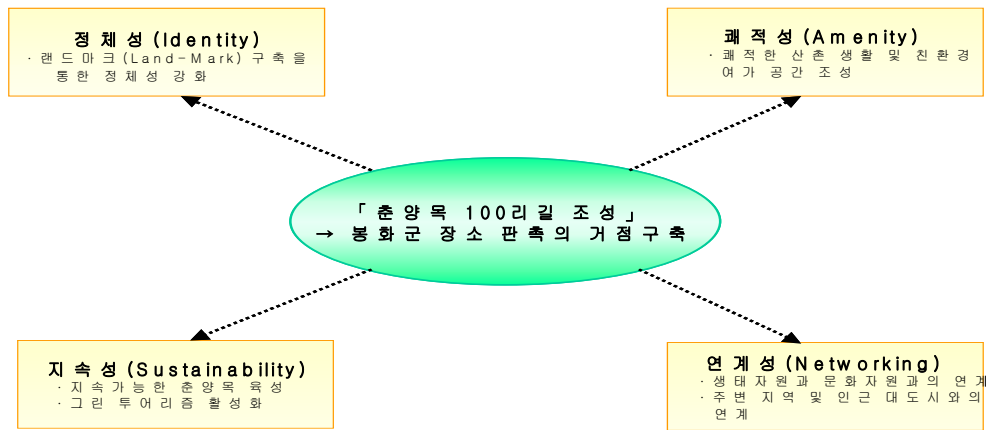 정체성(Identity)
· 랜드마크(Land-Mark) 구축을
통한 정체성 강화
쾌적성(Amenity)
· 쾌적한 산촌 생활 및 친환경
여가 공간 조성
「춘양목 100리길 조성」
→ 봉화군 장소 판촉의 거점구축
지속성(Sustainability)
· 지속가능한 춘양목 육성
· 그린 투어리즘 활성화
연계성(Networking)
· 생태자원과 문화자원과의 연계
· 주변 지역 및 인근 대도시와의
연계